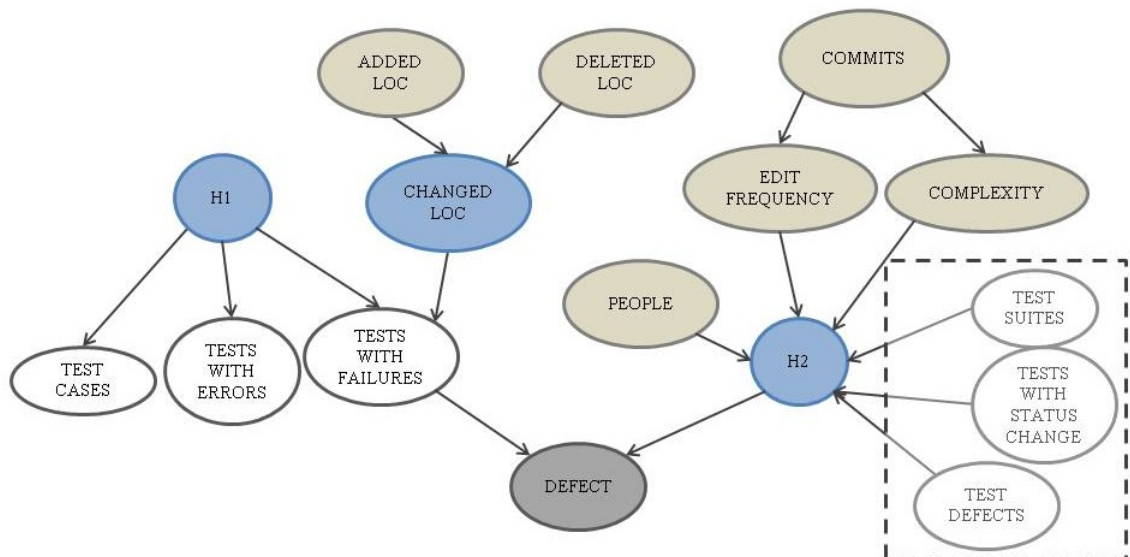 ADDED
LOC
DELETED
LOC
COMMITS
H1
CHANGED
LOC
EDIT
FREQUENCY
COMPLEXITY
PEOPLE
TEST
SUITES
TEST
CASES
TESTS
WITH
ERRORS
TESTS
WITH
FAILURES
H2
TESTS
WITH
STATUS
CHANGE
DEFECT
TEST
DEFECTS